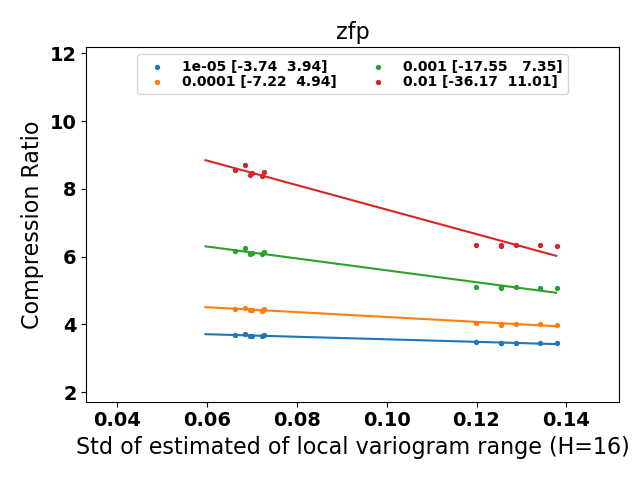 zfp
1e-05 [-3.74  3.94]
0.0001 [-7.22  4.94]
0.001 [-17.55   7.35]
0.01 [-36.17  11.01]
Compression Ratio
12
10
8
6
4
2
0.04 0.06 0.08 0.10 0.12 0.14
Std of estimated of local variogram range (H=16)